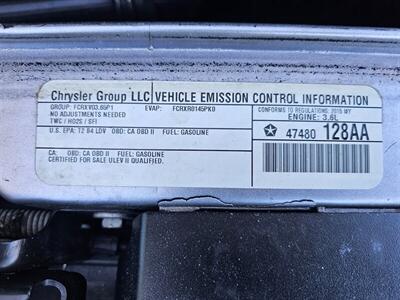 Chrysler Group LLC VEHICLE EMISSION CONTROL INFORMATION
GROUP: FCRXV03.65P1 EVAP: FCRXR0145PK0 CONFORMS TO REGULATIONS: 2015 MY
NO ADJUSTMENTS NEEDED ENGINE: 3.6L
TWC / HO2S / SFI
U.S. EPA: T2 B4 LDV OBD: CA OBD II FUEL: GASOLINE
47480 128AA
CA: OBD: CA OBD II FUEL: GASOLINE
CERTIFIED FOR SALE ULEV II QUALIFIED.